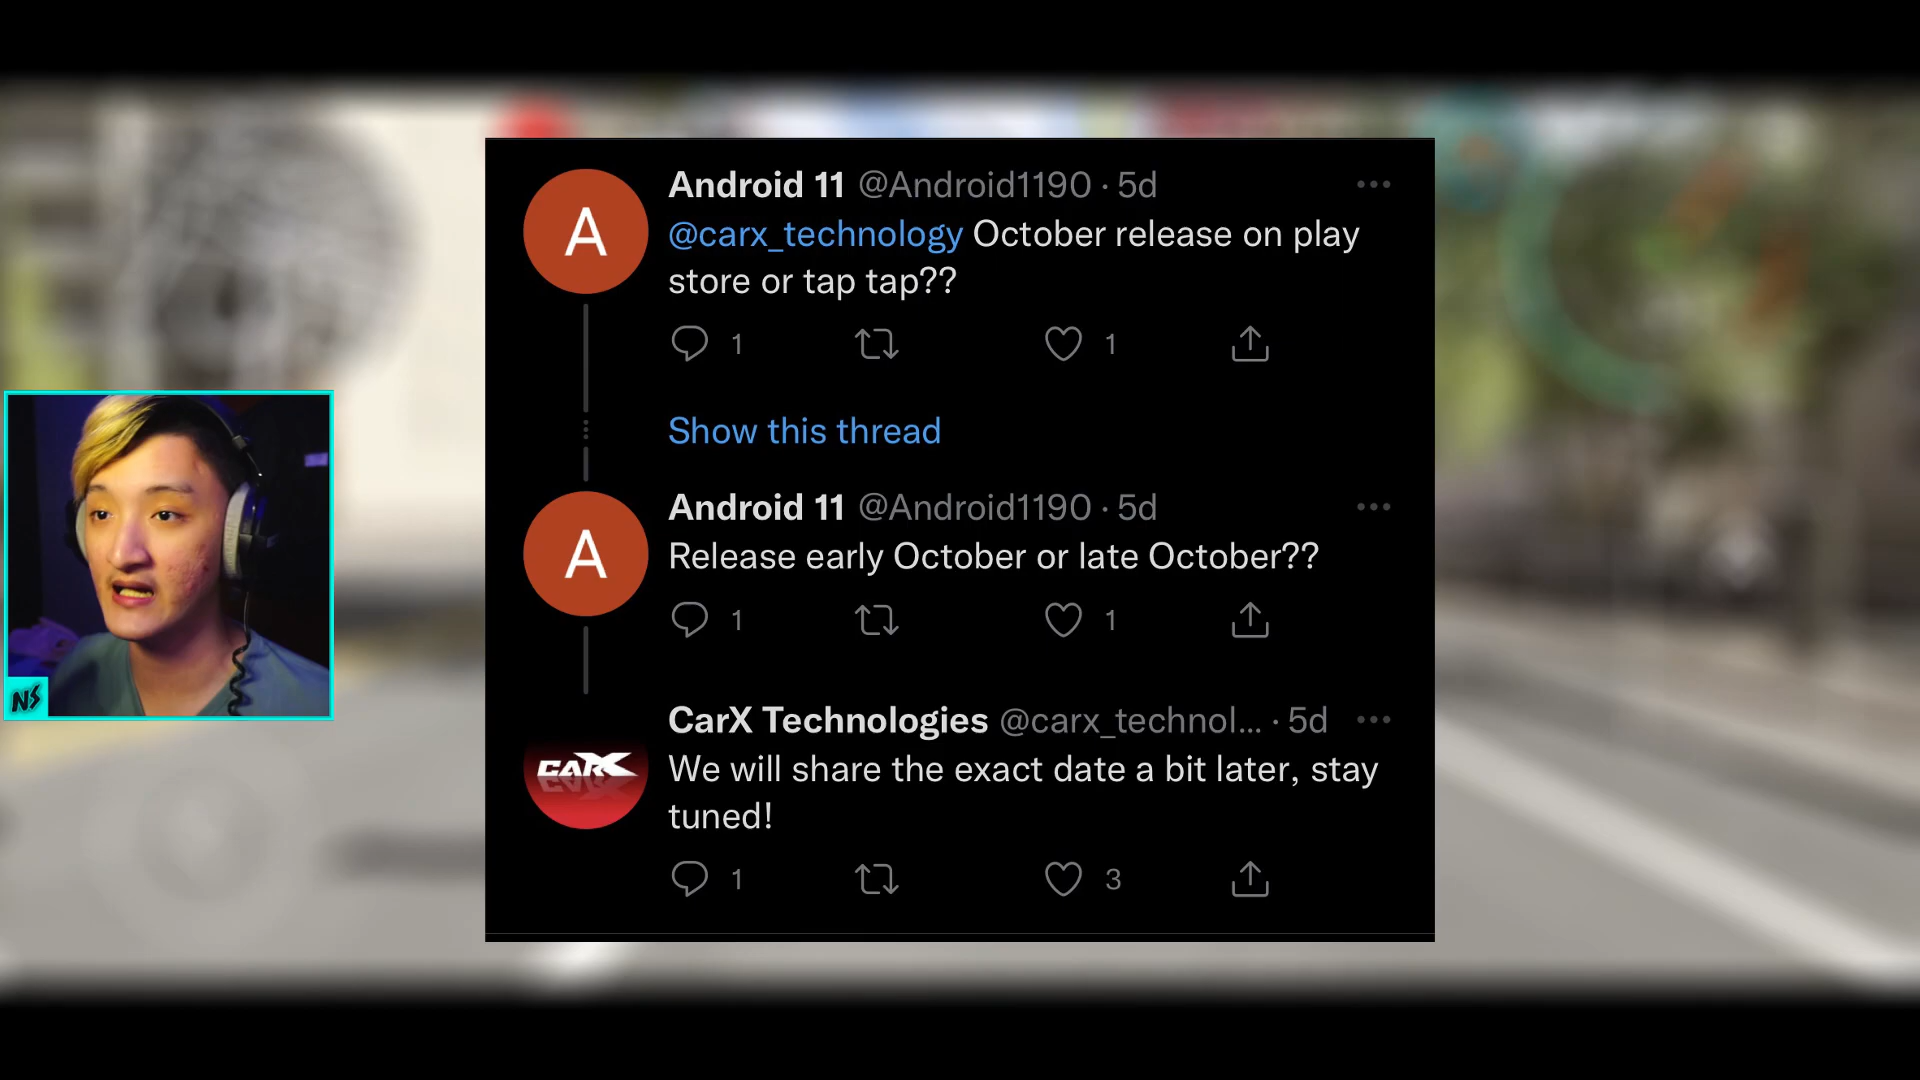 Android 11 @Android1190 · 5d
@carx_technology October release on play
store or tap tap??
1 1
Show this thread
Android 11 @Android1190 · 5d
Release early October or late October??
1 1
CarX Technologies @carx_technol... · 5d
We will share the exact date a bit later, stay
tuned!
1 3
A
A
CARX
NS